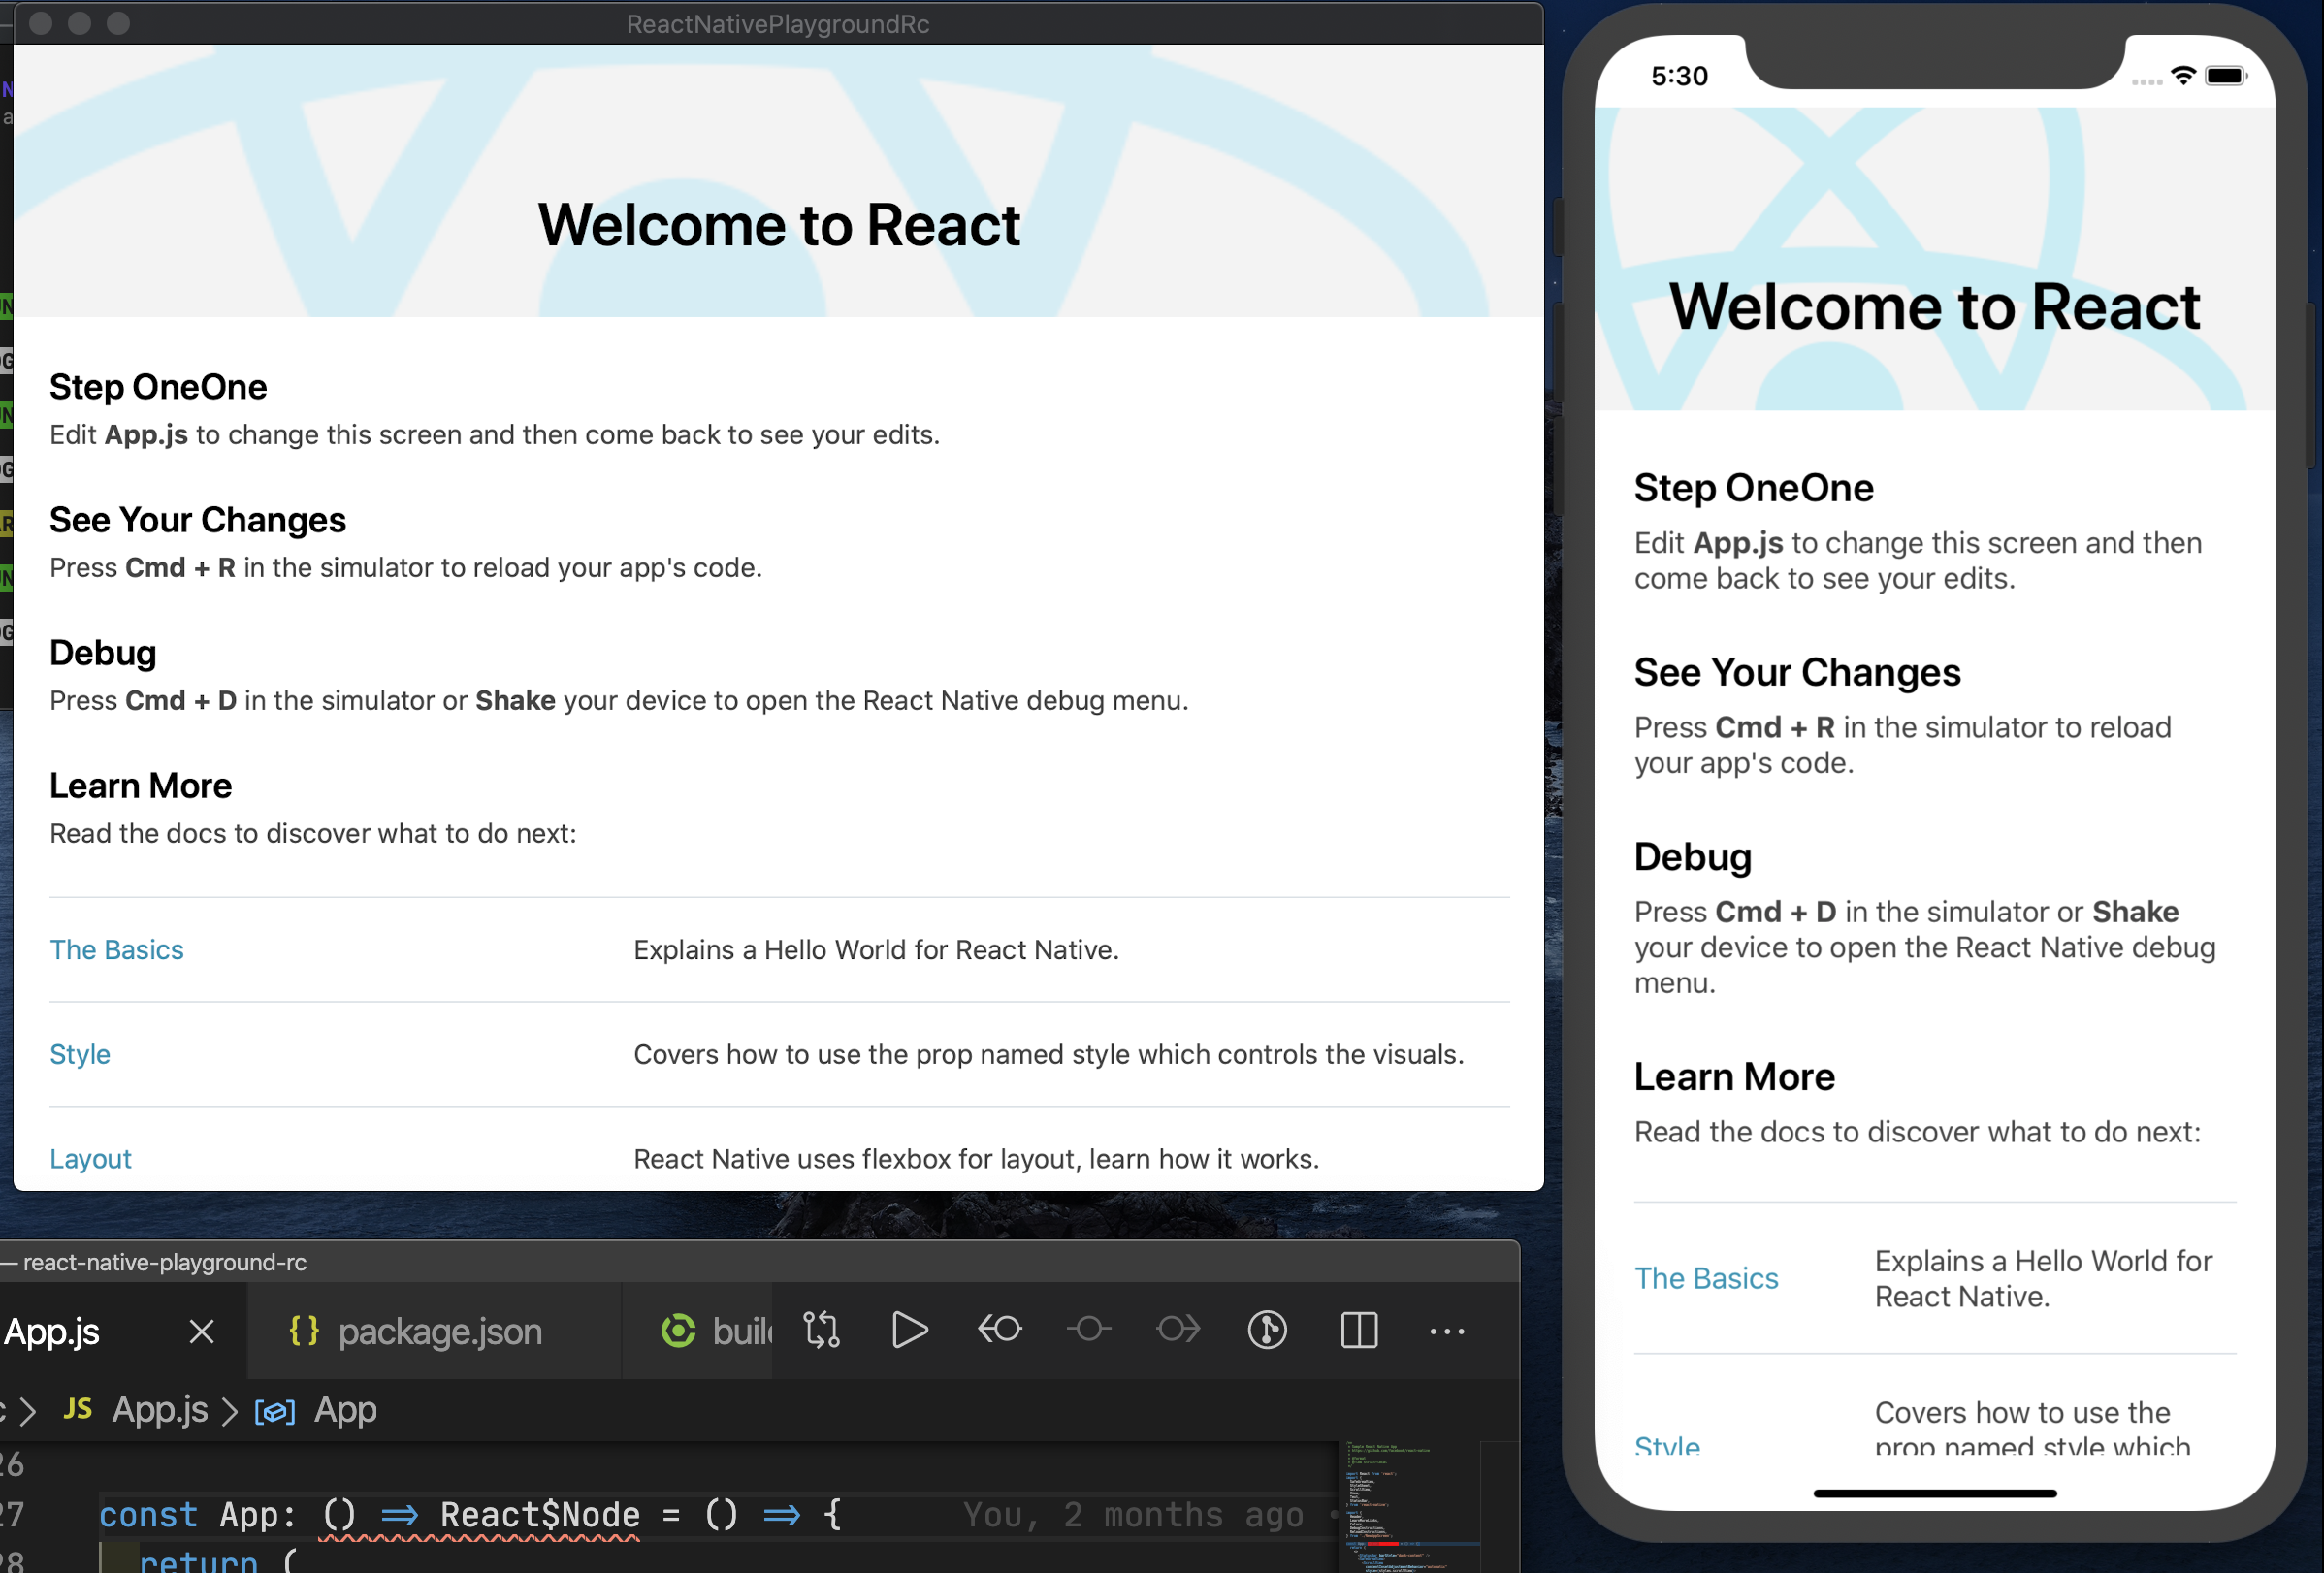 ReactNativePlaygroundRc
Welcome to React
Step OneOne
Edit App.js to change this screen and then come back to see your edits.
See Your Changes
Press Cmd + R in the simulator to reload your app's code.
Debug
Press Cmd + D in the simulator or Shake your device to open the React Native debug menu.
Learn More
Read the docs to discover what to do next:
The Basics
Explains a Hello World for React Native.
Style
Covers how to use the prop named style which controls the visuals.
Layout
React Native uses flexbox for layout, learn how it works.
5:30
Welcome to React
Step OneOne
Edit App.js to change this screen and then
come back to see your edits.
See Your Changes
Press Cmd + R in the simulator to reload
your app's code.
Debug
Press Cmd + D in the simulator or Shake
your device to open the React Native debug
menu.
Learn More
Read the docs to discover what to do next:
The Basics
Explains a Hello World for
React Native.
Style
Covers how to use the
prop named style which
— react-native-playground-rc
App.js
{ } package.json
JS App.js > App
26
27 const App: () => React$Node = () => { You, 2 months ago •
28 return (